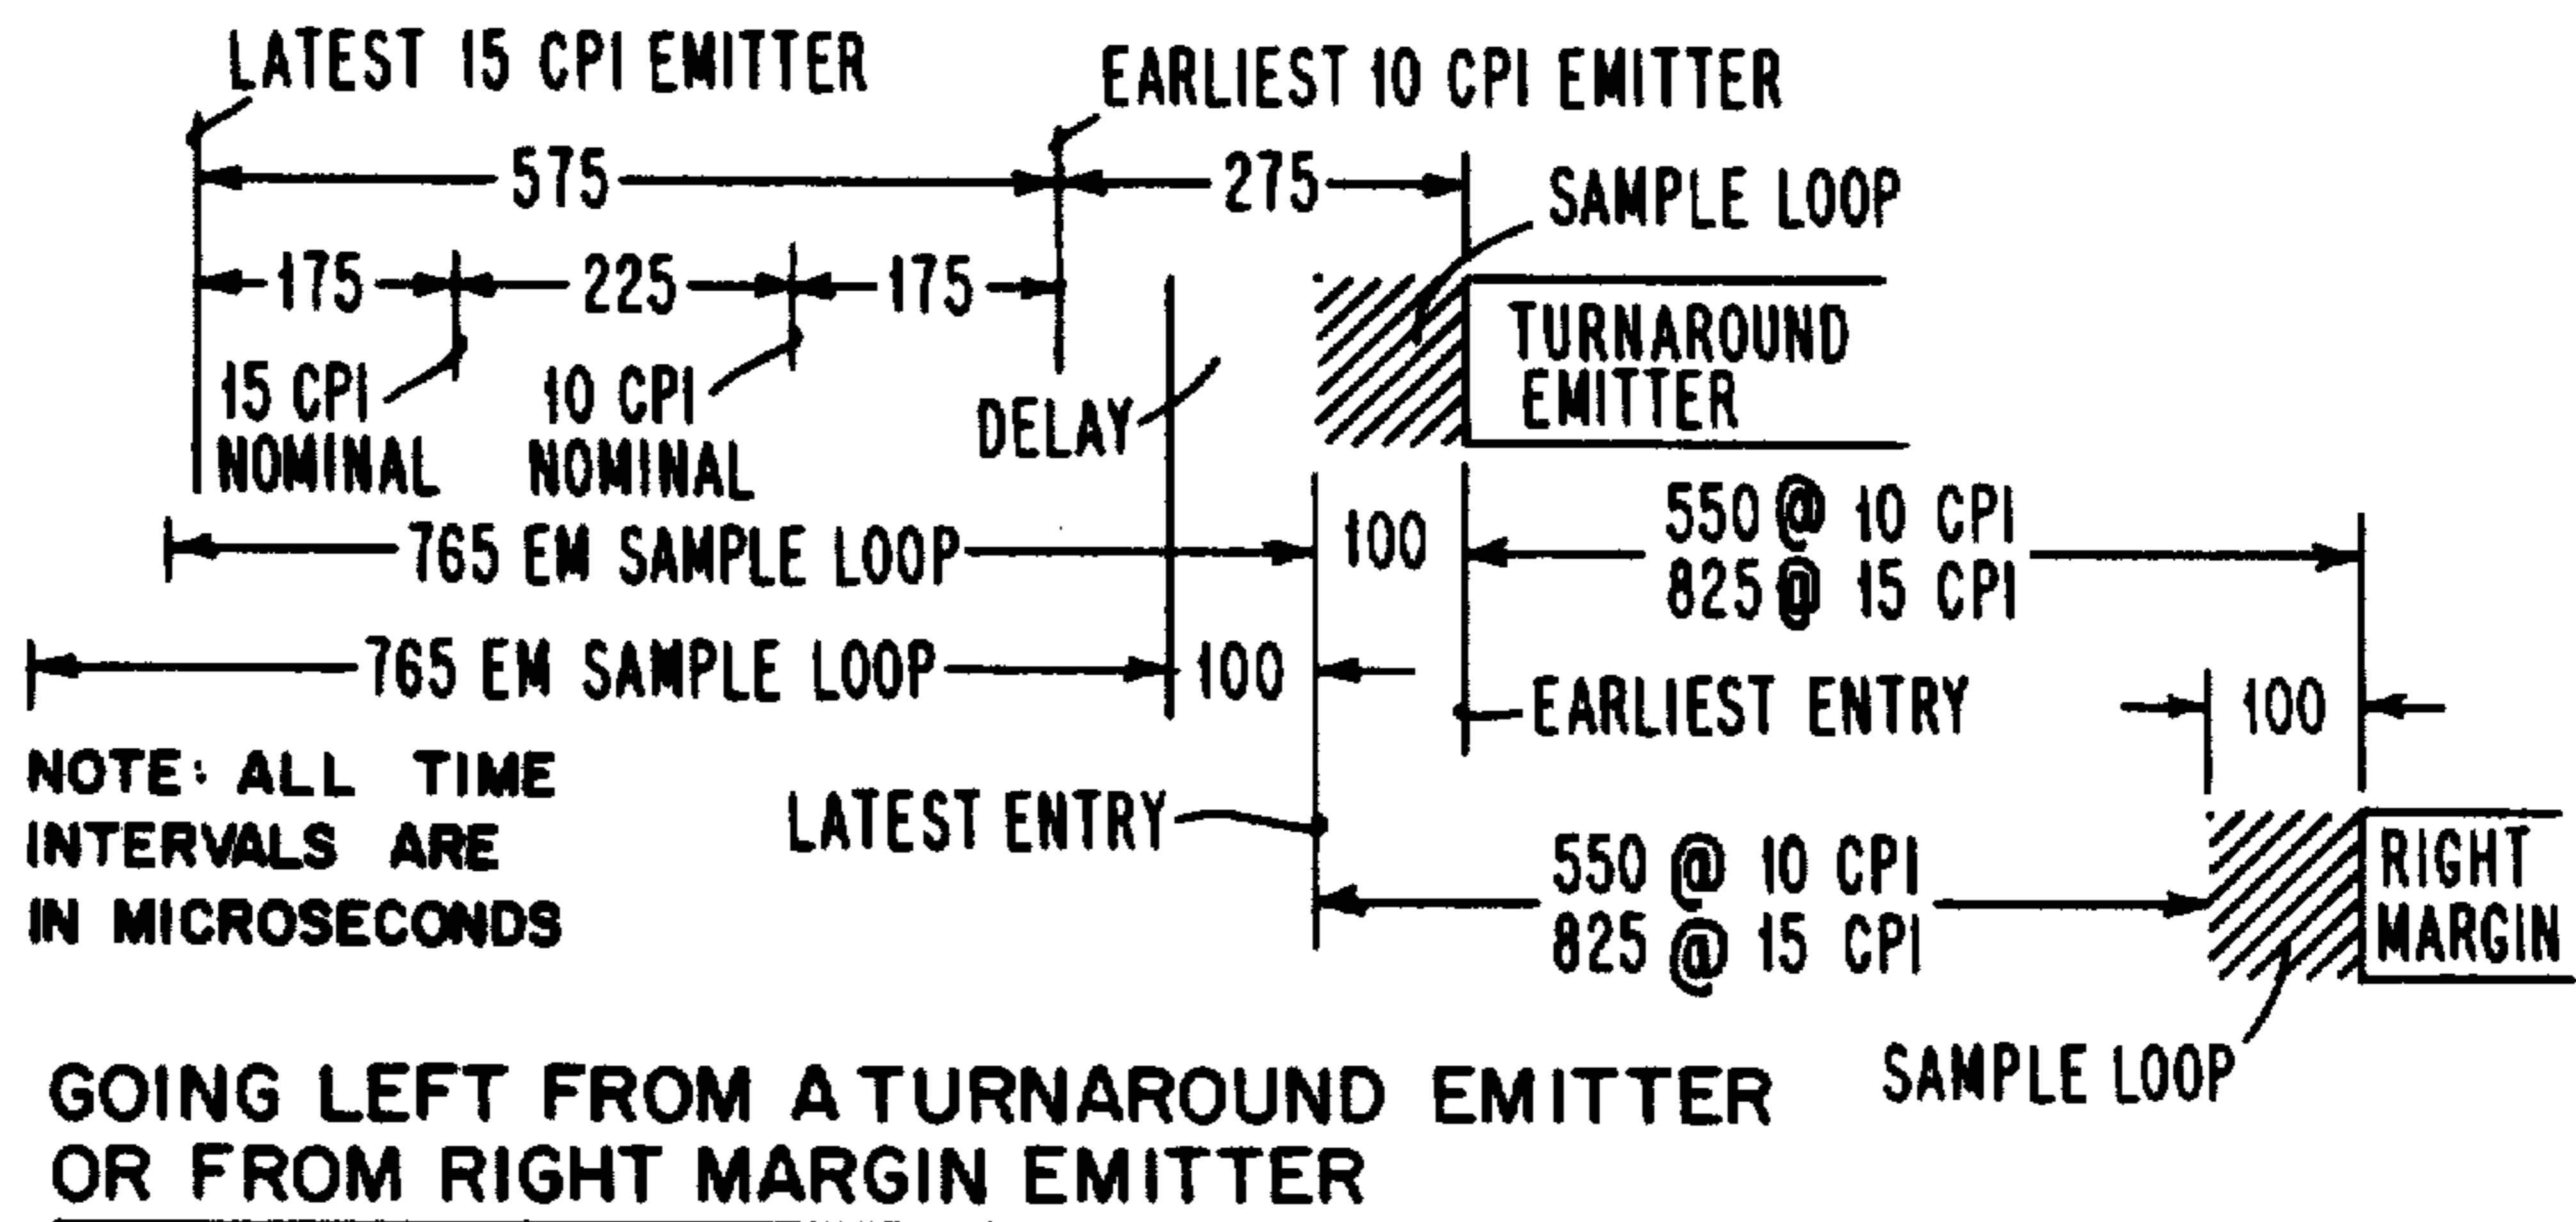 LATEST 15 CPI EMITTER
EARLIEST 10 CPI EMITTER
575
275
SAMPLE LOOP
175
225
175
15 CPI
NOMINAL
10 CPI
NOMINAL
DELAY
TURNAROUND
EMITTER
765 EM SAMPLE LOOP
100
550 @ 10 CPI
825 @ 15 CPI
765 EM SAMPLE LOOP
100
EARLIEST ENTRY
100
NOTE: ALL TIME
INTERVALS ARE
IN MICROSECONDS
LATEST ENTRY
550 @ 10 CPI
825 @ 15 CPI
RIGHT
MARGIN
SAMPLE LOOP
GOING LEFT FROM A TURNAROUND EMITTER
OR FROM RIGHT MARGIN EMITTER